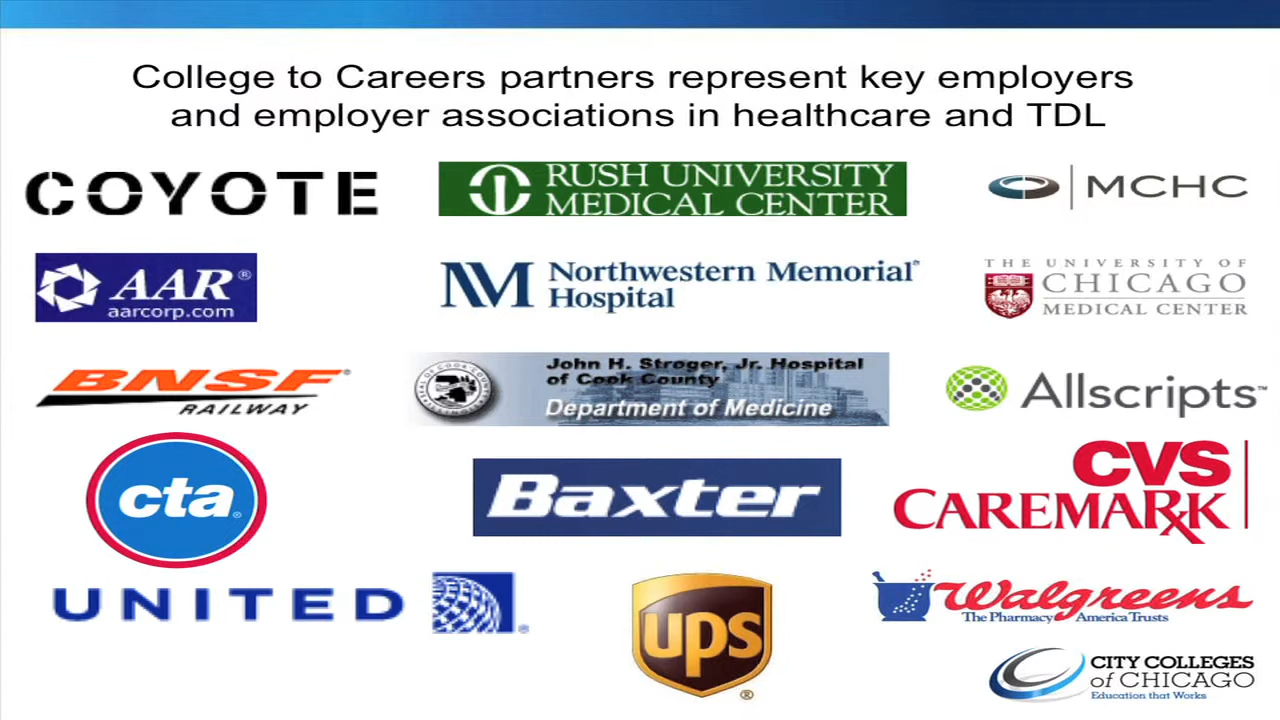 College to Careers partners represent key employers
and employer associations in healthcare and TDL
COYOTE
RUSH UNIVERSITY
MEDICAL CENTER
MCHC
AAR®
aarcorp.com
Northwestern Memorial®
Hospital
THE UNIVERSITY OF
CHICAGO
MEDICAL CENTER
BNSF®
RAILWAY
John H. Stroger, Jr. Hospital
of Cook County
Department of Medicine
Allscripts™
cta®
Baxter
CVS
CAREMARK
UNITED
ups®
Walgreens
The Pharmacy America Trusts
CITY COLLEGES
of CHICAGO
Education that Works